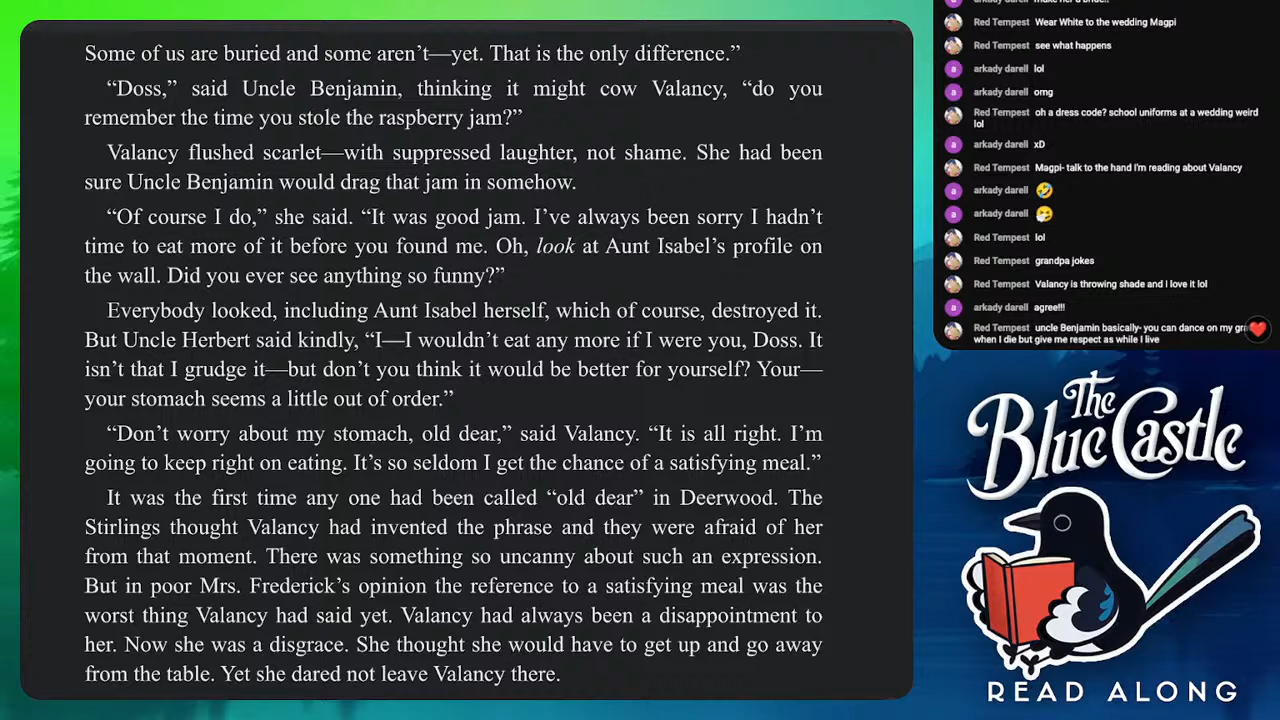 Some of us are buried and some aren’t—yet. That is the only difference.”
“Doss,” said Uncle Benjamin, thinking it might cow Valancy, “do you
remember the time you stole the raspberry jam?”
Valancy flushed scarlet—with suppressed laughter, not shame. She had been
sure Uncle Benjamin would drag that jam in somehow.
“Of course I do,” she said. “It was good jam. I’ve always been sorry I hadn’t
time to eat more of it before you found me. Oh, look at Aunt Isabel’s profile on
the wall. Did you ever see anything so funny?”
Everybody looked, including Aunt Isabel herself, which of course, destroyed it.
But Uncle Herbert said kindly, “I—I wouldn’t eat any more if I were you, Doss. It
isn’t that I grudge it—but don’t you think it would be better for yourself? Your—
your stomach seems a little out of order.”
“Don’t worry about my stomach, old dear,” said Valancy. “It is all right. I’m
going to keep right on eating. It’s so seldom I get the chance of a satisfying meal.”
It was the first time any one had been called “old dear” in Deerwood. The
Stirlings thought Valancy had invented the phrase and they were afraid of her
from that moment. There was something so uncanny about such an expression.
But in poor Mrs. Frederick’s opinion the reference to a satisfying meal was the
worst thing Valancy had said yet. Valancy had always been a disappointment to
her. Now she was a disgrace. She thought she would have to get up and go away
from the table. Yet she dared not leave Valancy there.
Red Tempest Wear White to the wedding Magpi
Red Tempest see what happens
a arkady darell lol
a arkady darell omg
Red Tempest oh a dress code? school uniforms at a wedding weird
lol
a arkady darell xD
Red Tempest Magpi- talk to the hand I'm reading about Valancy
a arkady darell 🤣
a arkady darell
Red Tempest lol
Red Tempest grandpa jokes
Red Tempest Valancy is throwing shade and I love it lol
a arkady darell agree!!!
Red Tempest uncle Benjamin basically- you can dance on my
when I die but give me respect as while I live
The
Blue Castle
READ ALONG